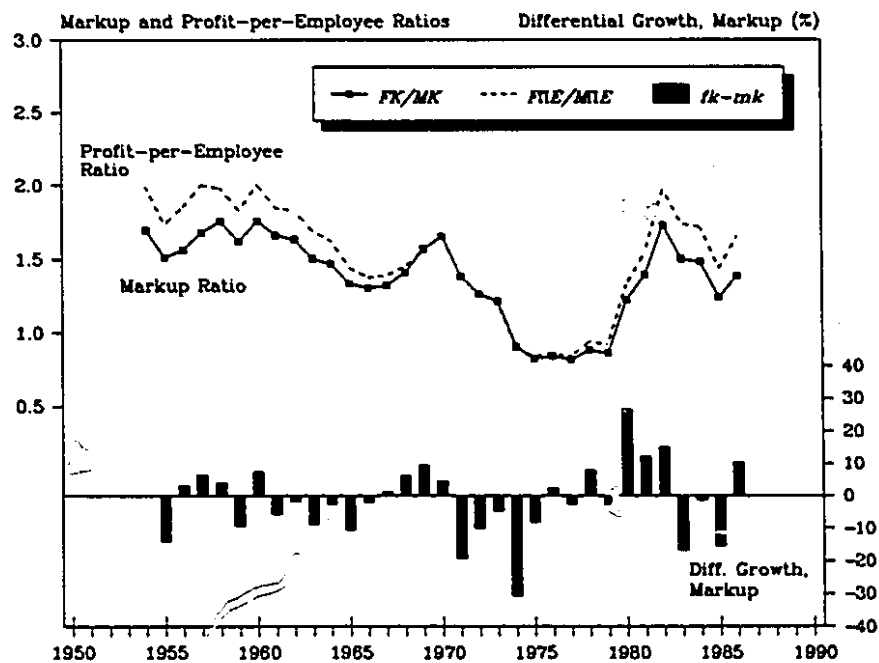 Markup and Profit-per-Employee Ratios Differential Growth, Markup (%)
3.0
FK/MK FΠE/MΠE fk-mk
2.5
Profit-per-Employee
Ratio
2.0
1.5
Markup Ratio
1.0
40
0.5
30
20
10
0
-10
-20
Diff. Growth,
Markup
-30
-40
1950 1955 1960 1965 1970 1975 1980 1985 1990